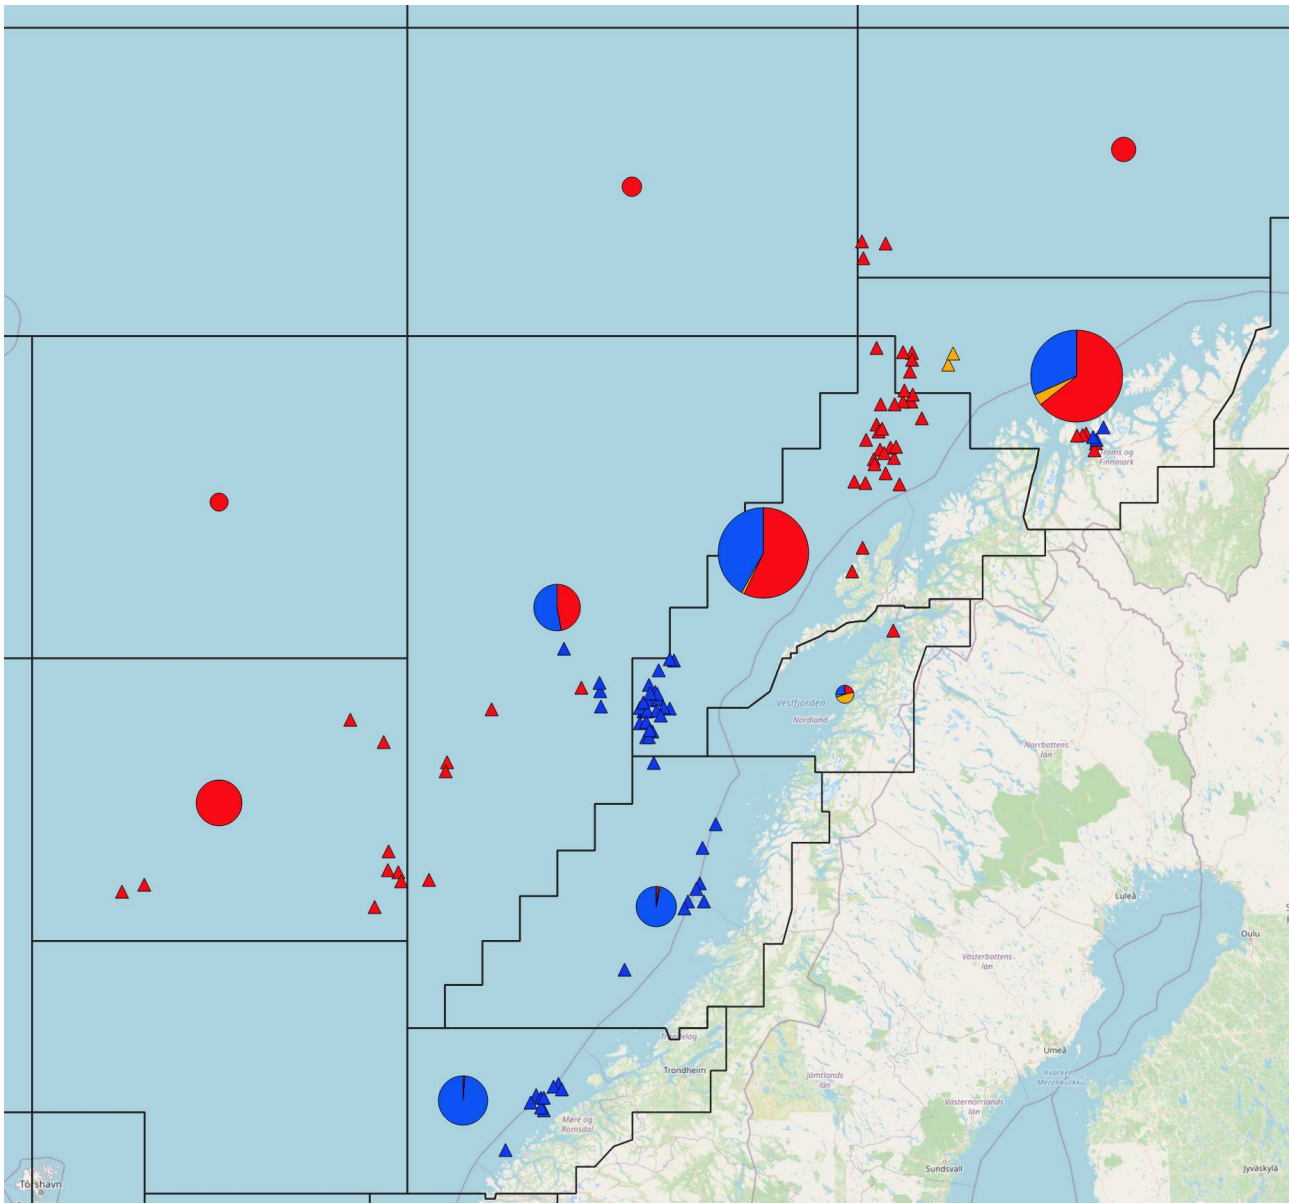 Troms og
Finnmark
Vestfjorden
Nordland
Norrbottens
län
Luleå
Oulu
Västerbottens
län
Trøndelag
Trondheim
Umeå
Jämtlands
län
Kvarken
Merenkurkku
Västernorrlands
län
Møre og
Romsdal
Tórshavn
Sundsvall
Jyväskylä